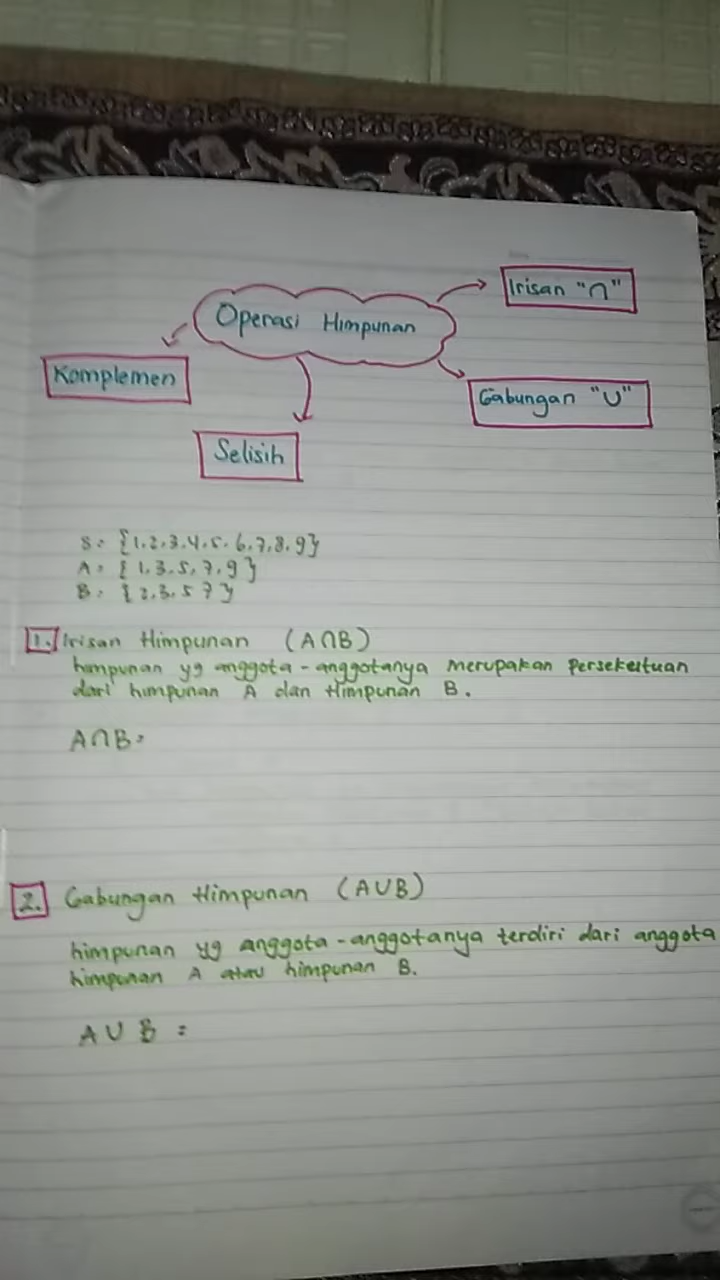 Operasi Himpunan
Irisan "∩"
Komplemen
Gabungan "∪"
Selisih
S = {1,2,3,4,5,6,7,8,9}
A = {1,3,5,7,9}
B = {2,3,5 7}
1. Irisan Himpunan (A∩B)
himpunan yg anggota-anggotanya merupakan persekutuan
dari himpunan A dan Himpunan B.
A∩B =
2. Gabungan Himpunan (A∪B)
himpunan yg anggota-anggotanya terdiri dari anggota
himpunan A atau himpunan B.
A ∪ B =